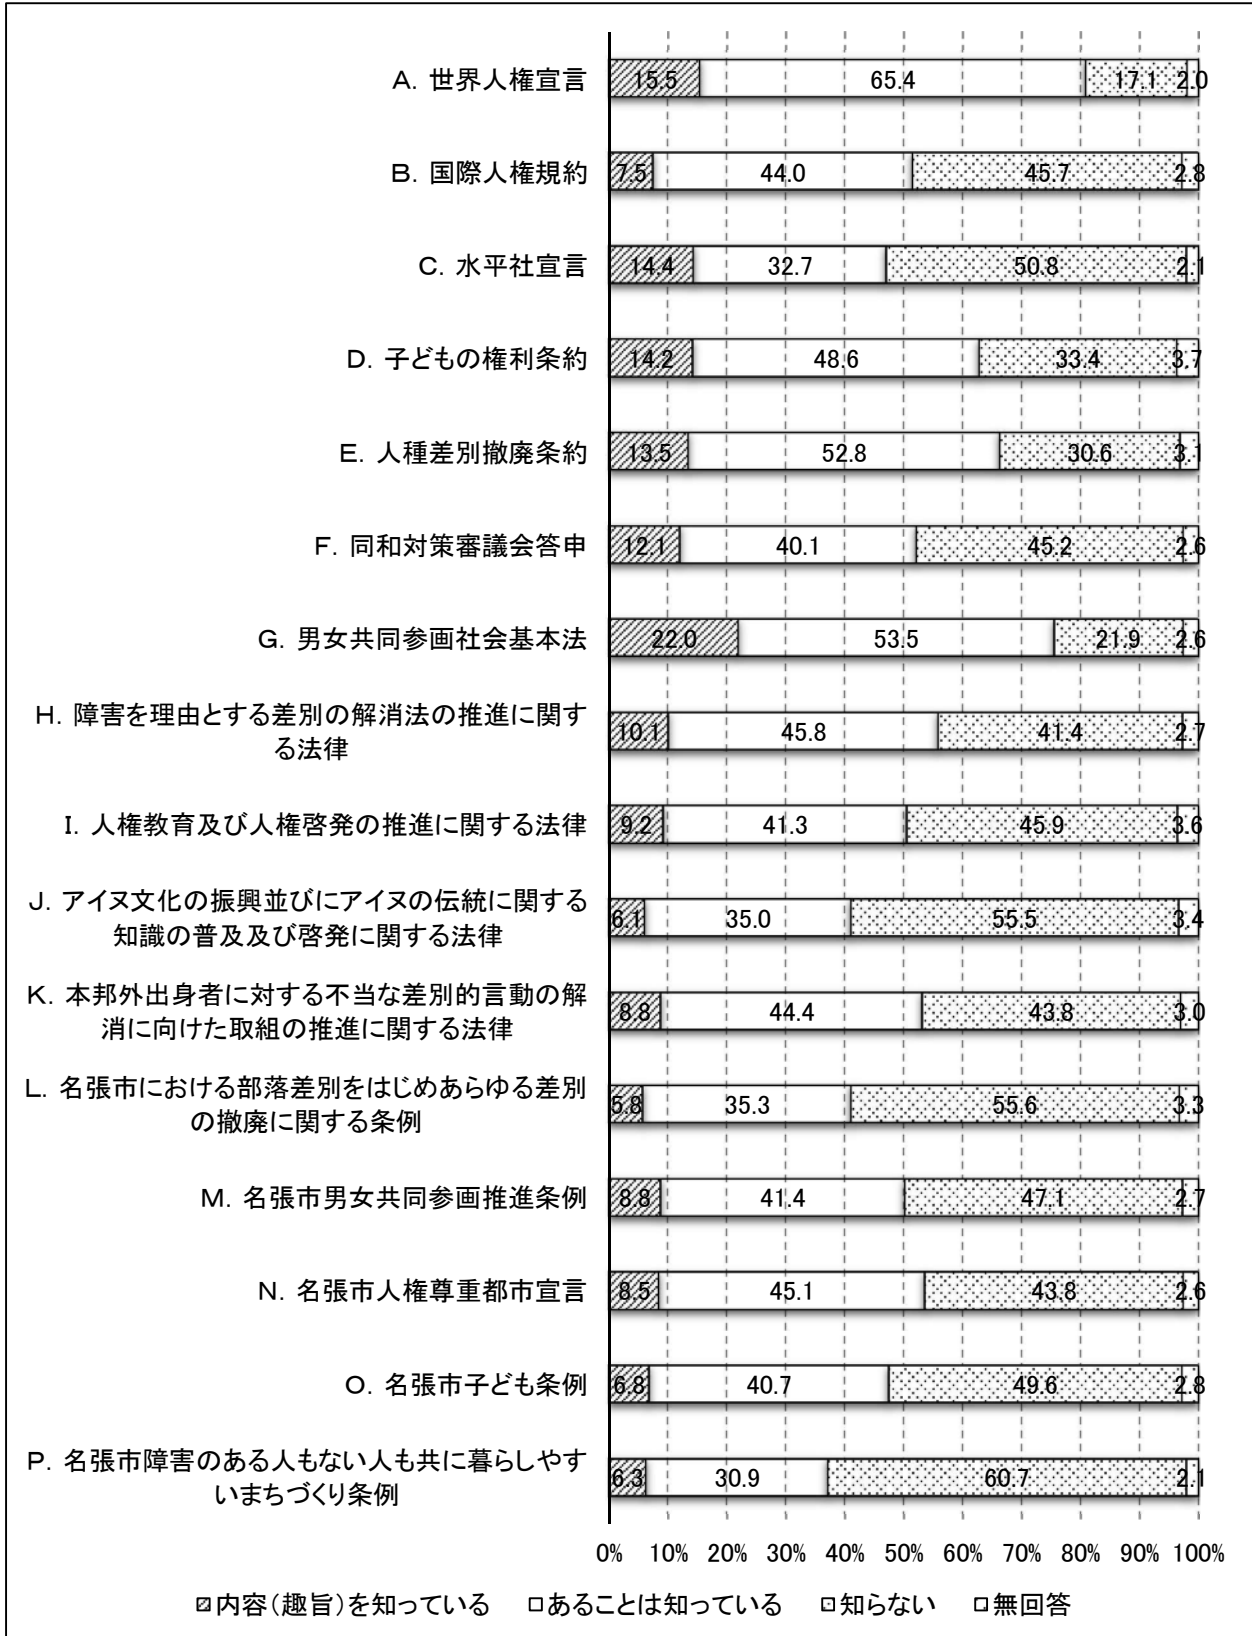 A. 世界人権宣言
15.5 65.4 17.1 2.0
B. 国際人権規約
7.5 44.0 45.7 2.8
C. 水平社宣言
14.4 32.7 50.8 2.1
D. 子どもの権利条約
14.2 48.6 33.4 3.7
E. 人種差別撤廃条約
13.5 52.8 30.6 3.1
F. 同和対策審議会答申
12.1 40.1 45.2 2.6
G. 男女共同参画社会基本法
22.0 53.5 21.9 2.6
H. 障害を理由とする差別の解消法の推進に関す
る法律
10.1 45.8 41.4 2.7
I. 人権教育及び人権啓発の推進に関する法律
9.2 41.3 45.9 3.6
J. アイヌ文化の振興並びにアイヌの伝統に関する
知識の普及及び啓発に関する法律
6.1 35.0 55.5 3.4
K. 本邦外出身者に対する不当な差別的言動の解
消に向けた取組の推進に関する法律
8.8 44.4 43.8 3.0
L. 名張市における部落差別をはじめあらゆる差別
の撤廃に関する条例
5.8 35.3 55.6 3.3
M. 名張市男女共同参画推進条例
8.8 41.4 47.1 2.7
N. 名張市人権尊重都市宣言
8.5 45.1 43.8 2.6
O. 名張市子ども条例
6.8 40.7 49.6 2.8
P. 名張市障害のある人もない人も共に暮らしやす
いまちづくり条例
6.3 30.9 60.7 2.1
0% 10% 20% 30% 40% 50% 60% 70% 80% 90% 100%
内容（趣旨）を知っている あることは知っている 知らない 無回答